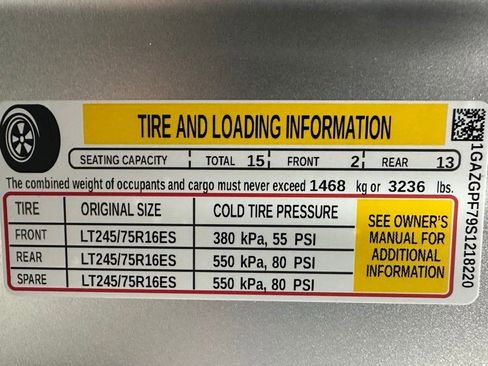 TIRE AND LOADING INFORMATION
SEATING CAPACITY | TOTAL 15 | FRONT 2 | REAR 13
The combined weight of occupants and cargo must never exceed 1468 kg or 3236 lbs.
TIRE ORIGINAL SIZE COLD TIRE PRESSURE
FRONT LT245/75R16ES 380 kPa, 55 PSI
REAR LT245/75R16ES 550 kPa, 80 PSI
SPARE LT245/75R16ES 550 kPa, 80 PSI
SEE OWNER'S
MANUAL FOR
ADDITIONAL
INFORMATION
1GAZGPF79S1218220